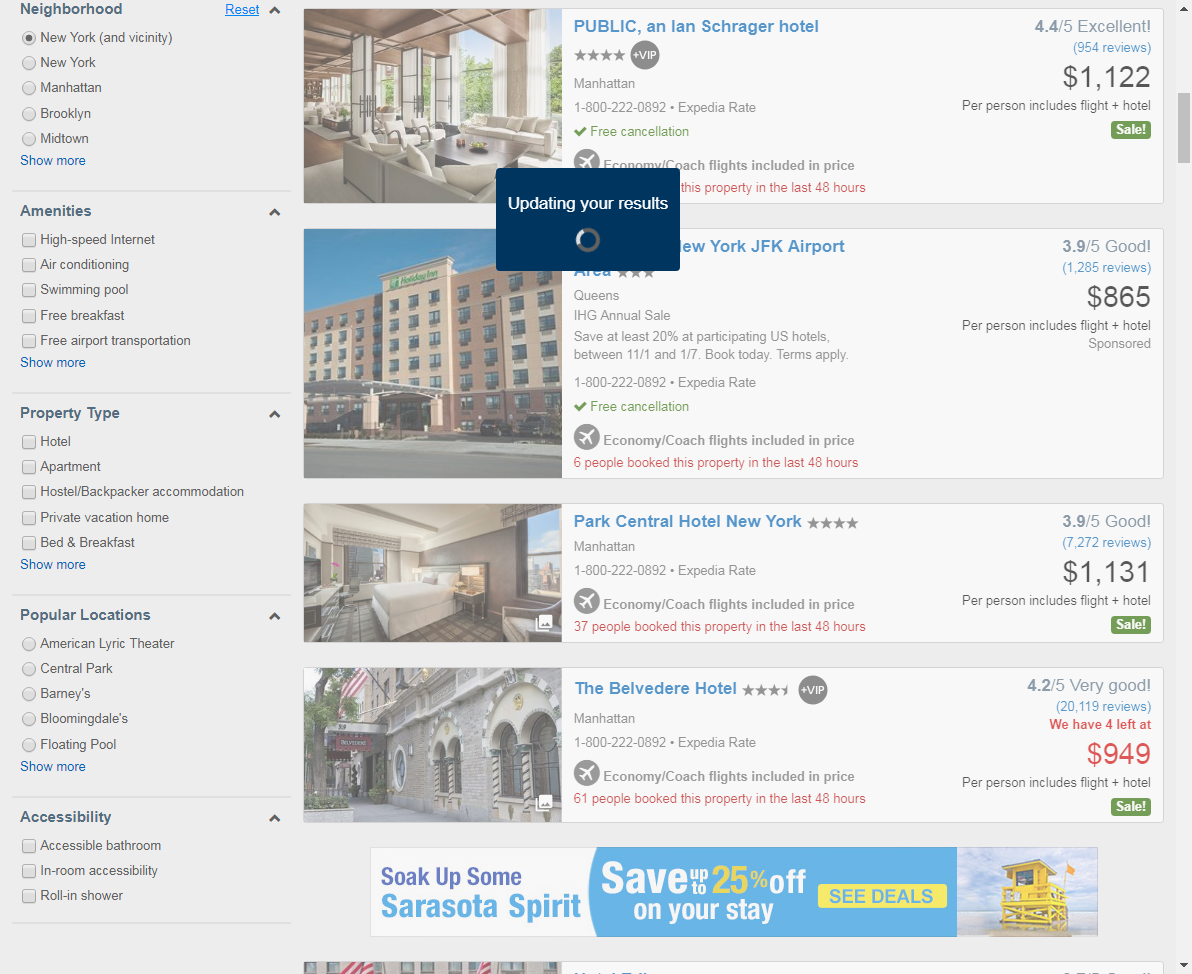 Neighborhood
Reset
New York (and vicinity)
New York
Manhattan
Brooklyn
Midtown
Show more
Amenities
High-speed Internet
Air conditioning
Swimming pool
Free breakfast
Free airport transportation
Show more
Property Type
Hotel
Apartment
Hostel/Backpacker accommodation
Private vacation home
Bed & Breakfast
Show more
Popular Locations
American Lyric Theater
Central Park
Barney's
Bloomingdale's
Floating Pool
Show more
Accessibility
Accessible bathroom
In-room accessibility
Roll-in shower
PUBLIC, an Ian Schrager hotel
+VIP
Manhattan
1-800-222-0892 • Expedia Rate
Free cancellation
Economy/Coach flights included in price
this property in the last 48 hours
4.4/5 Excellent!
(954 reviews)
$1,122
Per person includes flight + hotel
Sale!
Updating your results
Holiday Inn
New York JFK Airport
Area
Queens
IHG Annual Sale
Save at least 20% at participating US hotels,
between 11/1 and 1/7. Book today. Terms apply.
1-800-222-0892 • Expedia Rate
Free cancellation
Economy/Coach flights included in price
6 people booked this property in the last 48 hours
3.9/5 Good!
(1,285 reviews)
$865
Per person includes flight + hotel
Sponsored
Park Central Hotel New York
Manhattan
1-800-222-0892 • Expedia Rate
Economy/Coach flights included in price
37 people booked this property in the last 48 hours
3.9/5 Good!
(7,272 reviews)
$1,131
Per person includes flight + hotel
Sale!
BELVEDERE
The Belvedere Hotel
+VIP
Manhattan
1-800-222-0892 • Expedia Rate
Economy/Coach flights included in price
61 people booked this property in the last 48 hours
4.2/5 Very good!
(20,119 reviews)
We have 4 left at
$949
Per person includes flight + hotel
Sale!
Soak Up Some
Sarasota Spirit
Save up to 25% off
on your stay
SEE DEALS